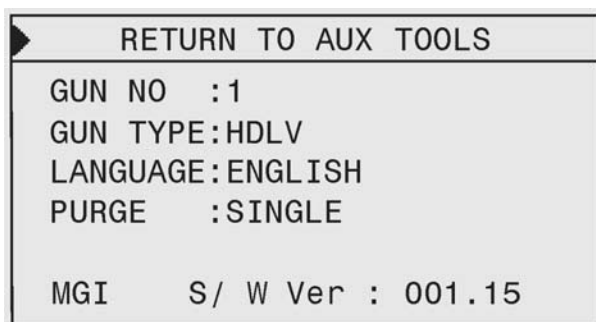 RETURN TO AUX TOOLS
GUN NO :1
GUN TYPE:HDLV
LANGUAGE:ENGLISH
PURGE :SINGLE
MGI S/ W Ver : 001.15